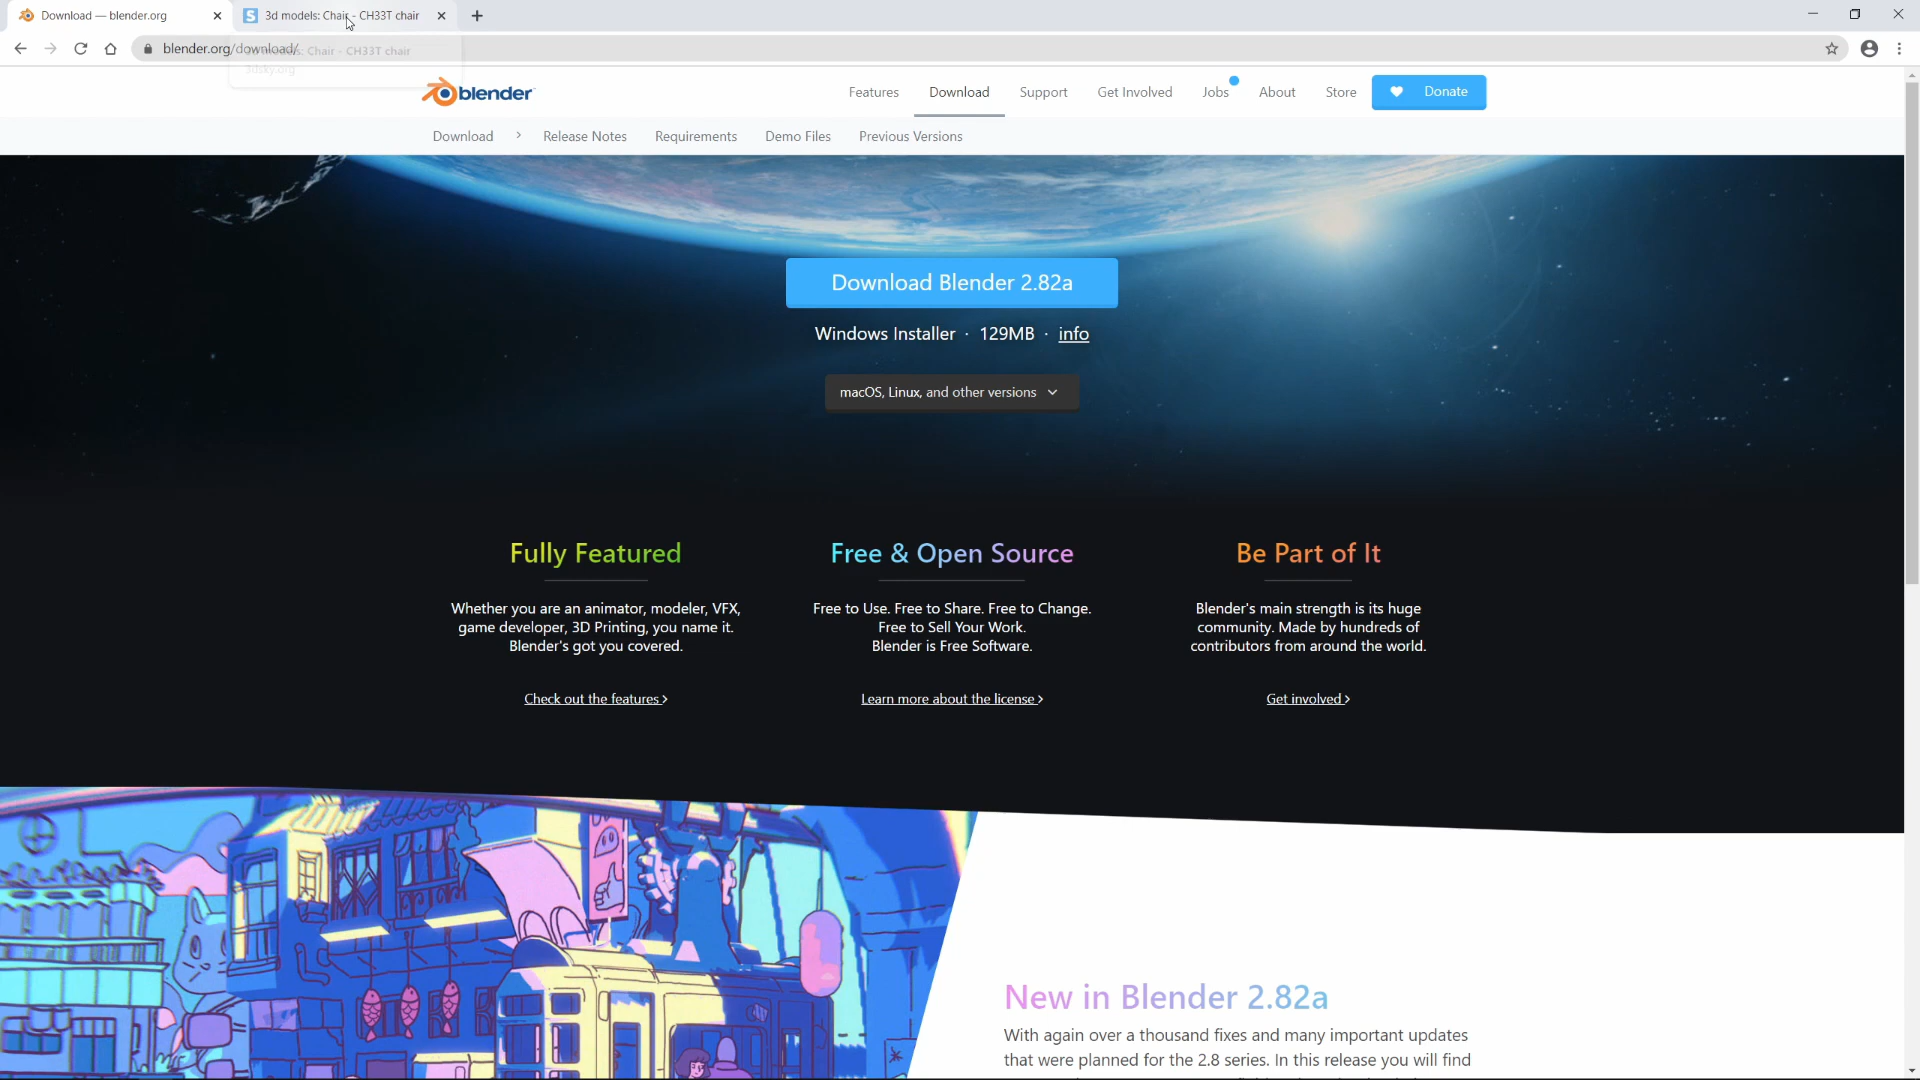 Download — blender.org
3d models: Chair - CH33T chair
blender.org/download/
3d models: Chair - CH33T chair
3dsky.org
blender
Features
Download
Support
Get Involved
Jobs
About
Store
Donate
Download
Release Notes
Requirements
Demo Files
Previous Versions
Download Blender 2.82a
Windows Installer · 129MB · info
macOS, Linux, and other versions
Fully Featured
Whether you are an animator, modeler, VFX,
game developer, 3D Printing, you name it.
Blender's got you covered.
Check out the features
Free & Open Source
Free to Use. Free to Share. Free to Change.
Free to Sell Your Work.
Blender is Free Software.
Learn more about the license
Be Part of It
Blender's main strength is its huge
community. Made by hundreds of
contributors from around the world.
Get involved
New in Blender 2.82a
With again over a thousand fixes and many important updates
that were planned for the 2.8 series. In this release you will find